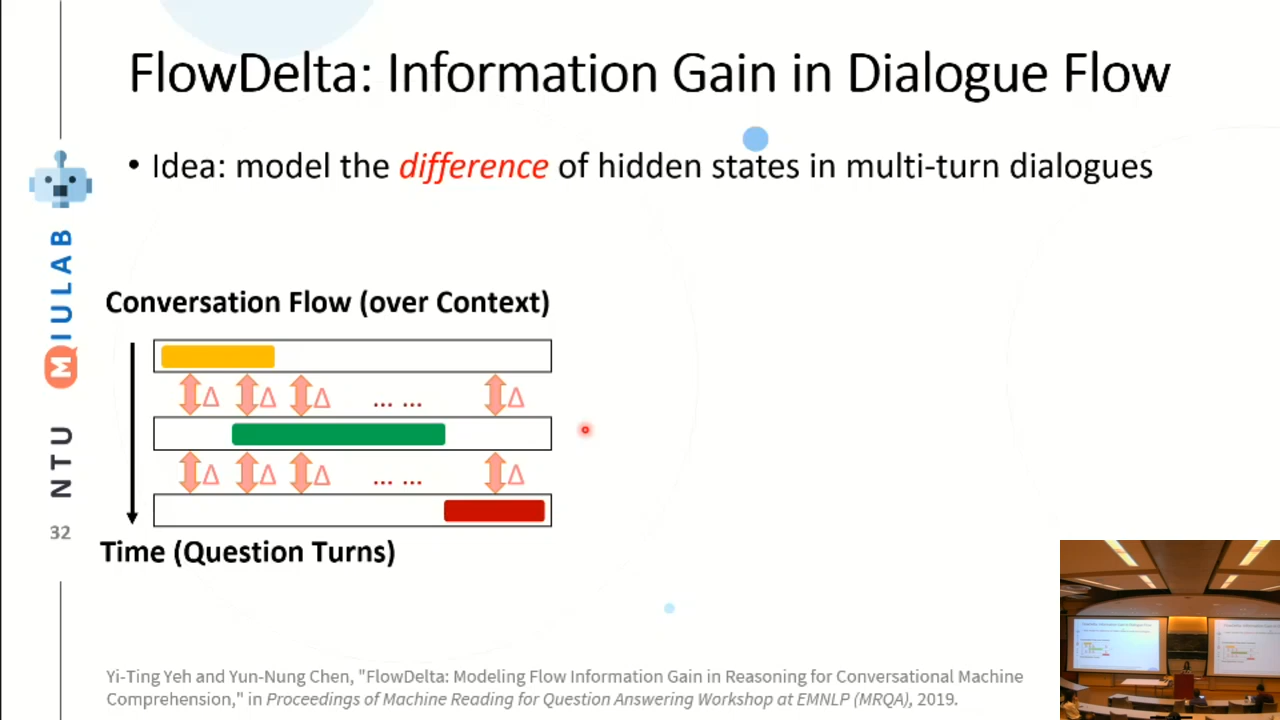 FlowDelta: Information Gain in Dialogue Flow
• Idea: model the difference of hidden states in multi-turn dialogues
Conversation Flow (over Context)
Δ Δ Δ ... ... Δ
Δ Δ Δ ... ... Δ
Time (Question Turns)
NTU MIULAB
32
Yi-Ting Yeh and Yun-Nung Chen, "FlowDelta: Modeling Flow Information Gain in Reasoning for Conversational Machine
Comprehension," in Proceedings of Machine Reading for Question Answering Workshop at EMNLP (MRQA), 2019.